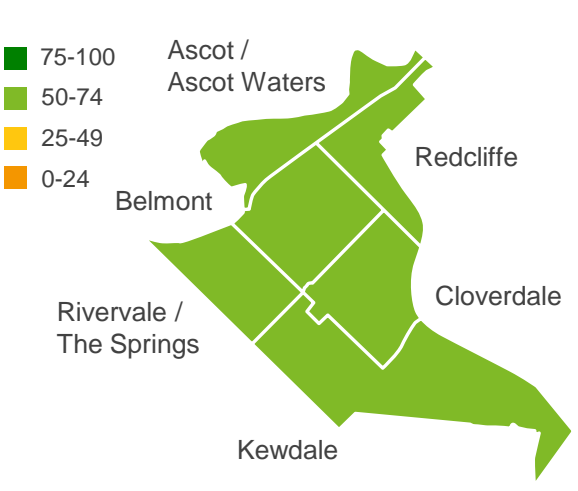 75-100
50-74
25-49
0-24
Ascot /
Ascot Waters
Redcliffe
Belmont
Cloverdale
Rivervale /
The Springs
Kewdale